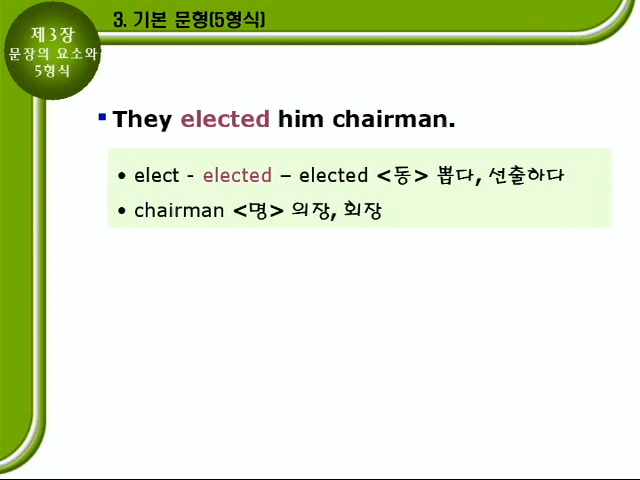 제3장
문장의 요소와
5형식
3. 기본 문형(5형식)
They elected him chairman.
• elect - elected – elected <동> 뽑다, 선출하다
• chairman <명> 의장, 회장